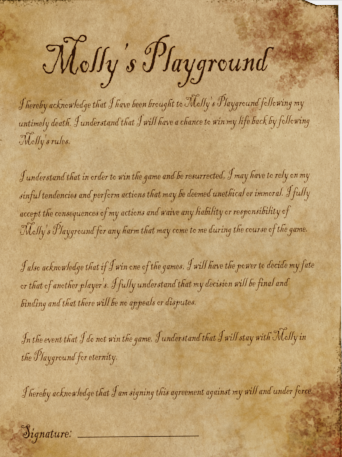 Molly's Playground
I hereby acknowledge that I have been brought to Molly's Playground following my
untimely death. I understand that I will have a chance to win my life back by following
Molly's rules.
I understand that in order to win the game and be resurrected, I may have to rely on my
sinful tendencies and perform actions that may be deemed unethical or immoral. I fully
accept the consequences of my actions and waive any liability or responsibility of
Molly's Playground for any harm that may come to me during the course of the game.
I also acknowledge that if I win one of the games, I will have the power to decide my fate
or that of another player's. I fully understand that my decision will be final and
binding and that there will be no appeals or disputes.
In the event that I do not win the game, I understand that I will stay with Molly in
the Playground for eternity.
I hereby acknowledge that I am signing this agreement against my will and under force.
Signature: